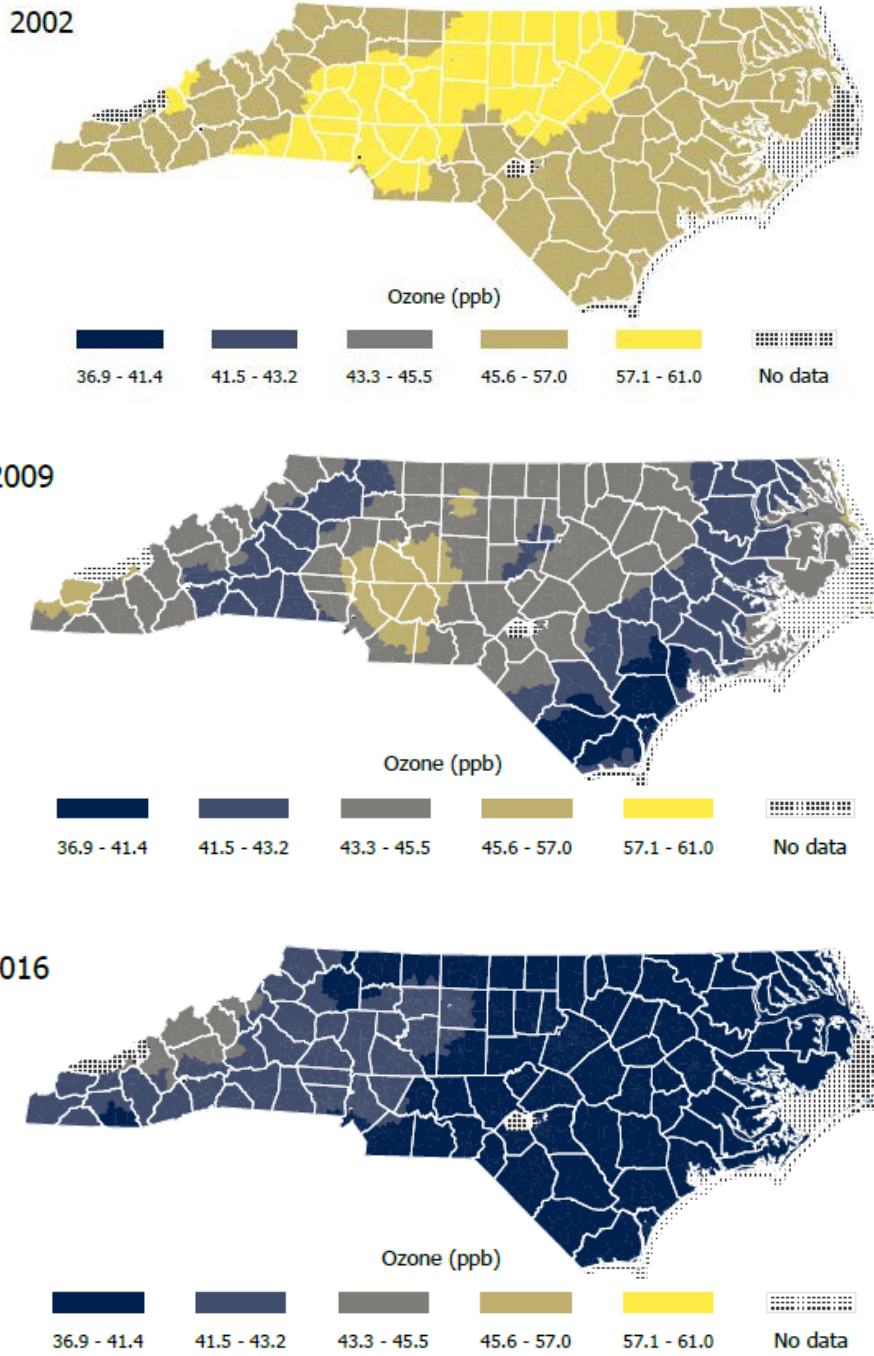 2002
Ozone (ppb)
36.9 - 41.4 41.5 - 43.2 43.3 - 45.5 45.6 - 57.0 57.1 - 61.0 No data
2009
Ozone (ppb)
36.9 - 41.4 41.5 - 43.2 43.3 - 45.5 45.6 - 57.0 57.1 - 61.0 No data
016
Ozone (ppb)
36.9 - 41.4 41.5 - 43.2 43.3 - 45.5 45.6 - 57.0 57.1 - 61.0 No data